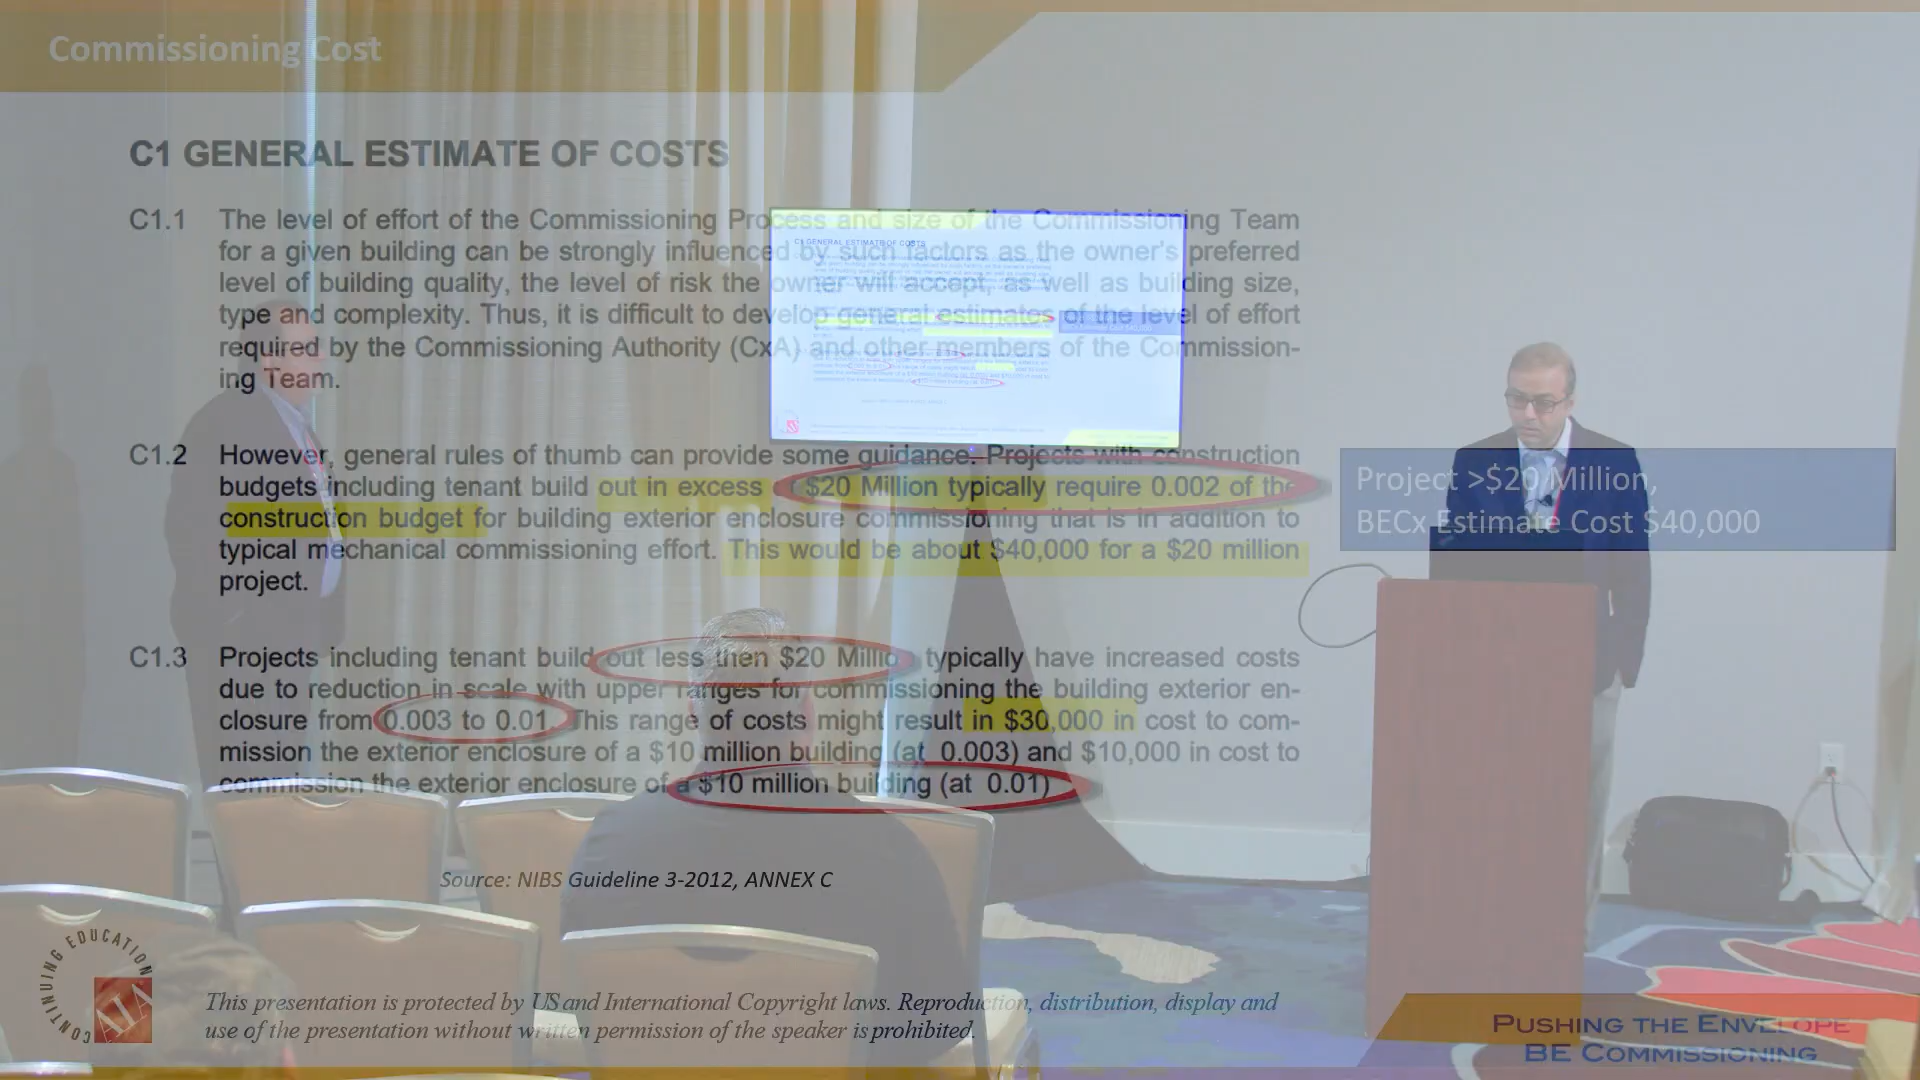 Commissioning Cost
C1 GENERAL ESTIMATE OF COSTS
C1.1 The level of effort of the Commissioning Process and size of the Commissioning Team
for a given building can be strongly influenced by such factors as the owner's preferred
level of building quality, the level of risk the owner will accept, as well as building size,
type and complexity. Thus, it is difficult to develop general estimates of the level of effort
required by the Commissioning Authority (CxA) and other members of the Commission-
ing Team.
C1.2 However, general rules of thumb can provide some guidance. Projects with construction
budgets including tenant build out in excess $20 Million typically require 0.002 of the
construction budget for building exterior enclosure commissioning that is in addition to
typical mechanical commissioning effort. This would be about $40,000 for a $20 million
project.
Project >$20 Million,
BECx Estimate Cost $40,000
C1.3 Projects including tenant build out less then $20 Millio typically have increased costs
due to reduction in scale with upper ranges for commissioning the building exterior en-
closure from 0.003 to 0.01 This range of costs might result in $30,000 in cost to com-
mission the exterior enclosure of a $10 million building (at 0.003) and $10,000 in cost to
commission the exterior enclosure of a $10 million building (at 0.01)
Source: NIBS Guideline 3-2012, ANNEX C
CONTINUING EDUCATION
AIA
This presentation is protected by US and International Copyright laws. Reproduction, distribution, display and
use of the presentation without written permission of the speaker is prohibited.
PUSHING THE ENVELOPE
BE COMMISSIONING
C1 GENERAL ESTIMATE OF COSTS